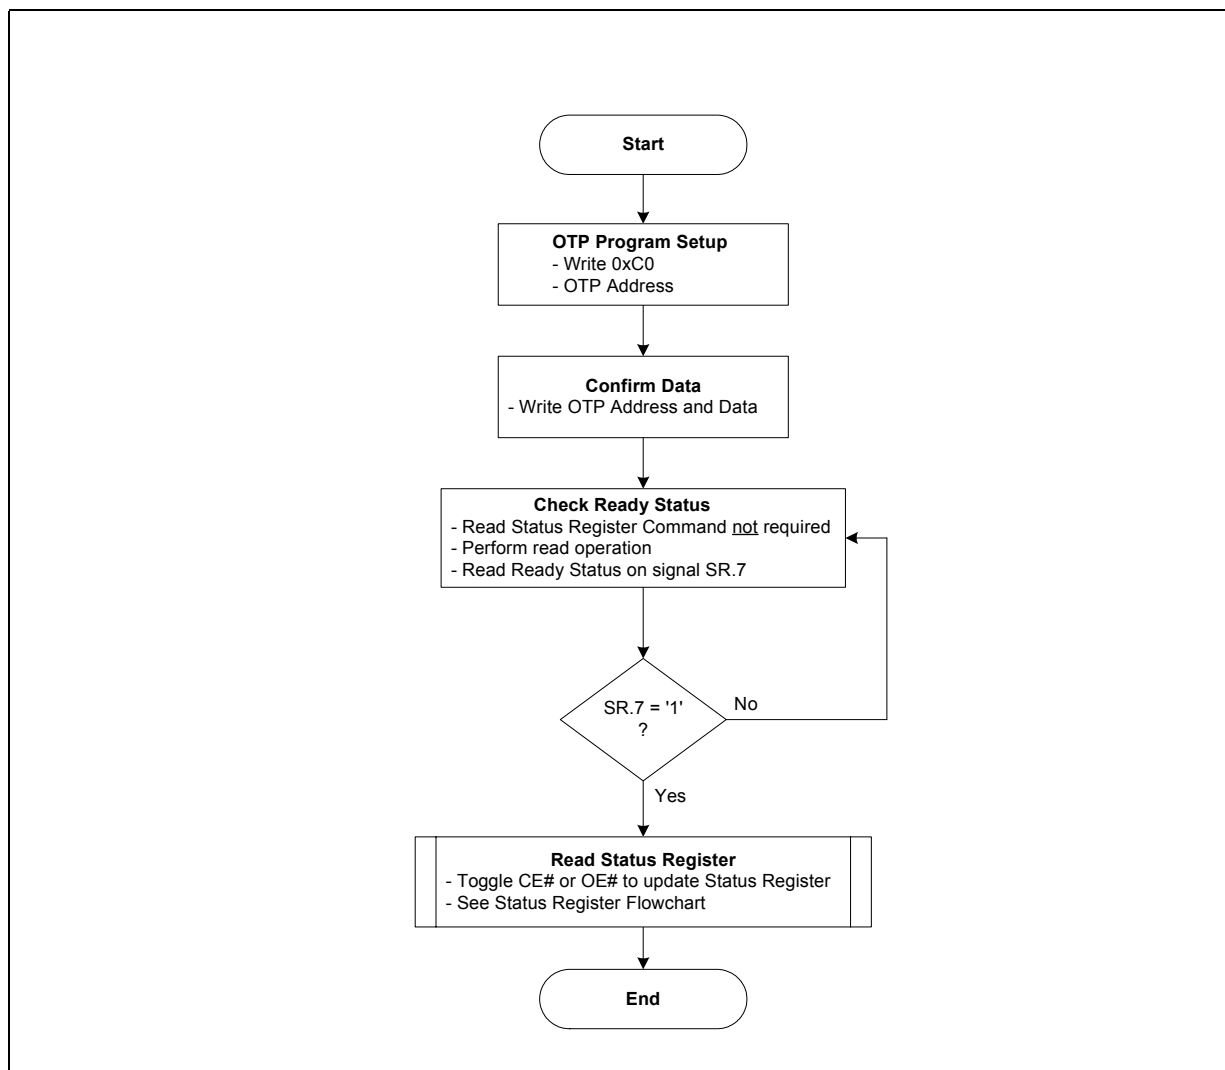 Start
OTP Program Setup
- Write 0xC0
- OTP Address
Confirm Data
- Write OTP Address and Data
Check Ready Status
- Read Status Register Command not required
- Perform read operation
- Read Ready Status on signal SR.7
SR.7 = '1'
?
No
Yes
Read Status Register
- Toggle CE# or OE# to update Status Register
- See Status Register Flowchart
End